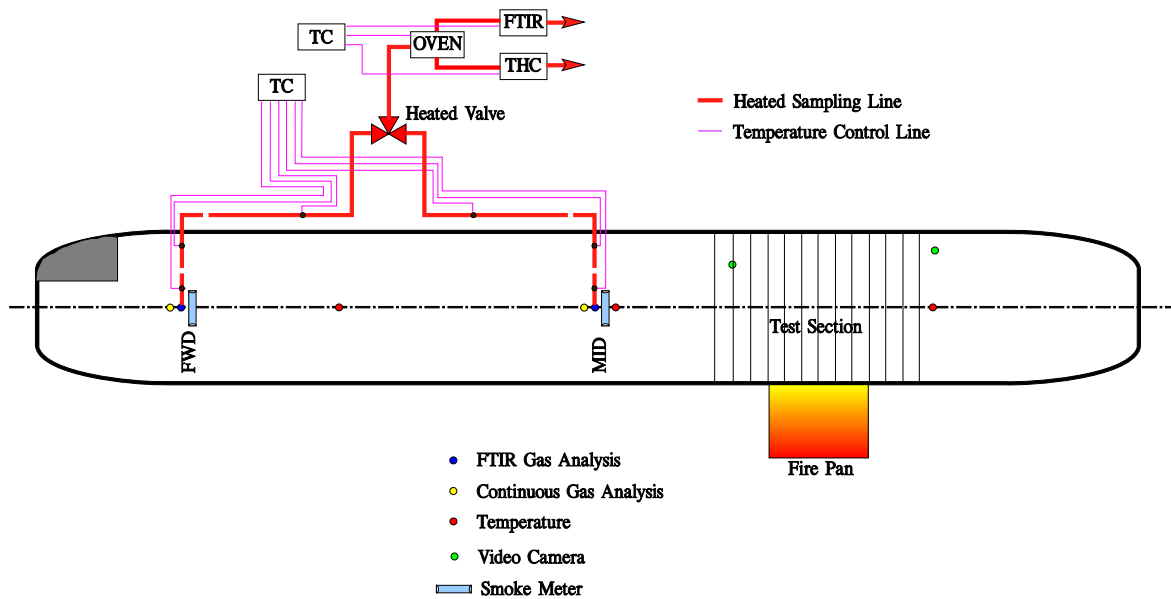 FTIR
TC
OVEN
THC
TC
Heated Valve
Heated Sampling Line
Temperature Control Line
FWD
MID
Test Section
Fire Pan
FTIR Gas Analysis
Continuous Gas Analysis
Temperature
Video Camera
Smoke Meter